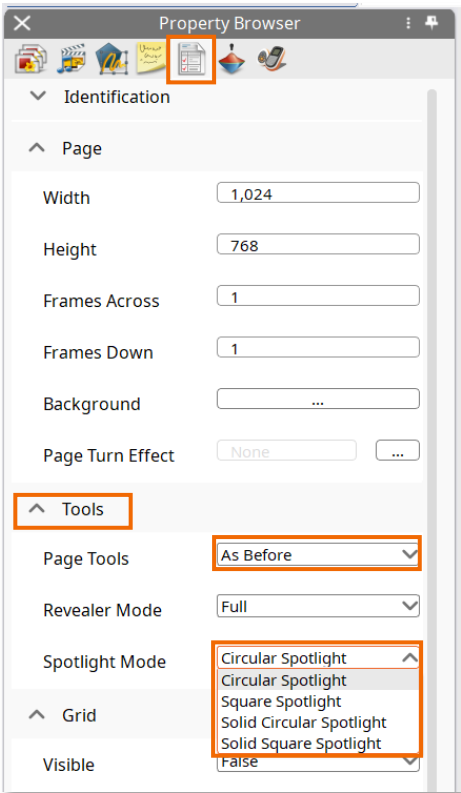 Property Browser
Identification
Page
Width 1,024
Height 768
Frames Across 1
Frames Down 1
Background ...
Page Turn Effect None ...
Tools
Page Tools As Before
Revealer Mode Full
Spotlight Mode Circular Spotlight
Circular Spotlight
Square Spotlight
Grid Solid Circular Spotlight
Solid Square Spotlight
Visible False